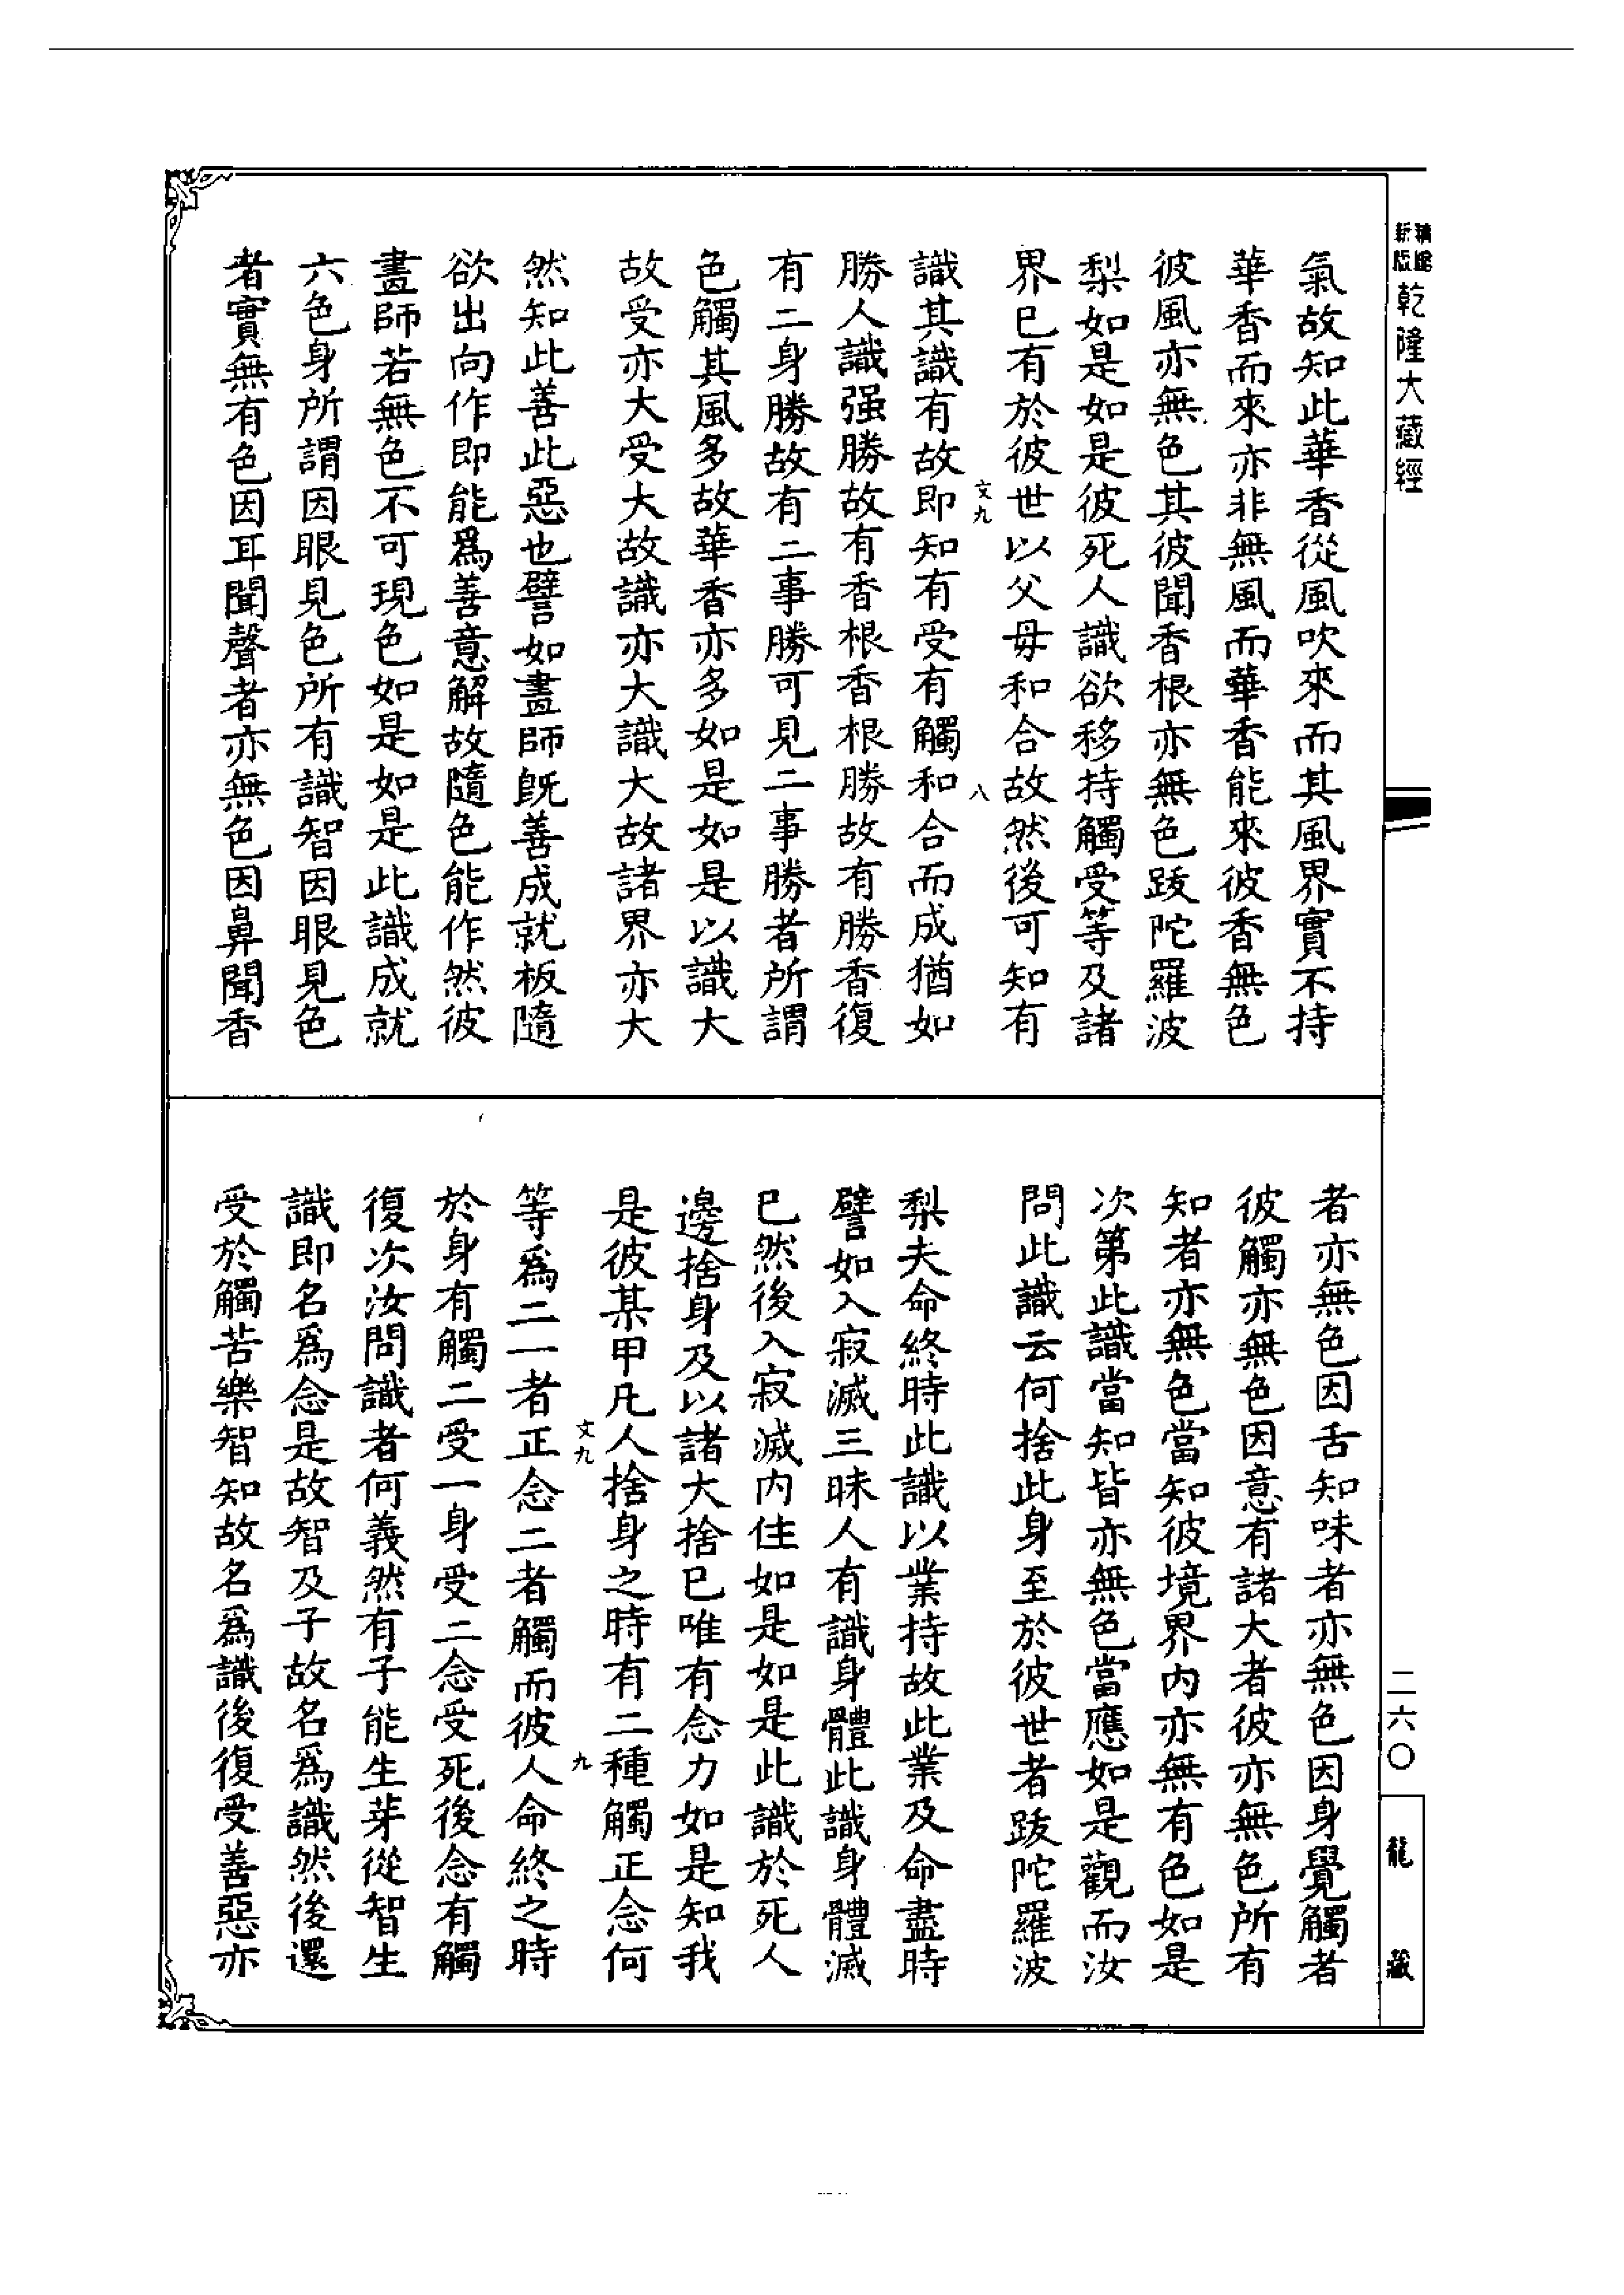 新版
精縮
乾隆大藏經
氣故知此華香從風吹來而其風界實不持
華香而來亦非無風而華香能來彼香無色
彼風亦無色其彼聞香根亦無色跋陀羅波
梨如是如是彼死人識欲移持觸受等及諸
界已有於彼世以父毋和合故然後可知有
文九
八
識其識有故即知有受有觸和合而成猶如
勝人識强勝故有香根香根勝故有勝香復
有二身勝故有二事勝可見二事勝者所謂
色觸其風多故華香亦多如是如是以識大
故受亦大受大故識亦大識大故諸界亦大
然知此善此惡也譬如畫師旣善成就板隨
欲出向作即能爲善意解故隨色能作然彼
畫師若無色不可現色如是如是此識成就
六色身所謂因眼見色所有識智因眼見色
者實無有色因耳聞聲者亦無色因鼻聞香
者亦無色因舌知味者亦無色因身覺觸者
彼觸亦無色因意有諸大者彼亦無色所有
知者亦無色當知彼境界內亦無有色如是
次第此識當知皆亦無色當應如是觀而汝
問此識云何捨此身至於彼世者跋陀羅波
梨夫命終時此識以業持故此業及命盡時
譬如入寂滅三昧人有識身體此識身體滅
已然後入寂滅内住如是如是此識於死人
邊捨身及以諸大捨已唯有念力如是知我
是彼某甲凡人捨身之時有二種觸正念何
文九
九
等爲二一者正念二者觸而彼人命終之時
於身有觸二受一身受二念受死後念有觸
復次汝問識者何義然有子能生芽從智生
識即名爲念是故智及子故名爲識然後還
受於觸苦樂智知故名爲識後復受善惡亦
二六〇
龍藏